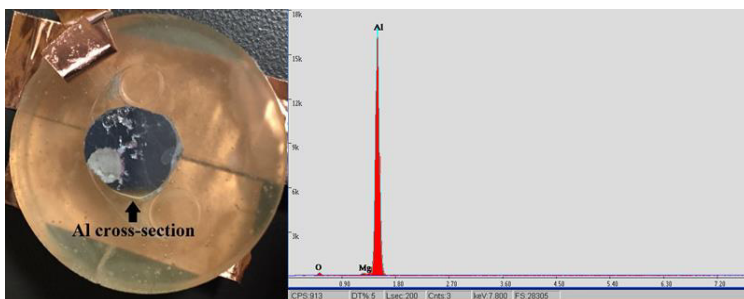 Al cross-section
18k
15k
12k
9k
6k
3k
Al
O
Mg
0.90 1.80 2.70 3.60 4.50 5.40 6.30 7.20
CPS:913 DT%:5 Lsec:200 Cnts:3 keV:7.800 FS:28305